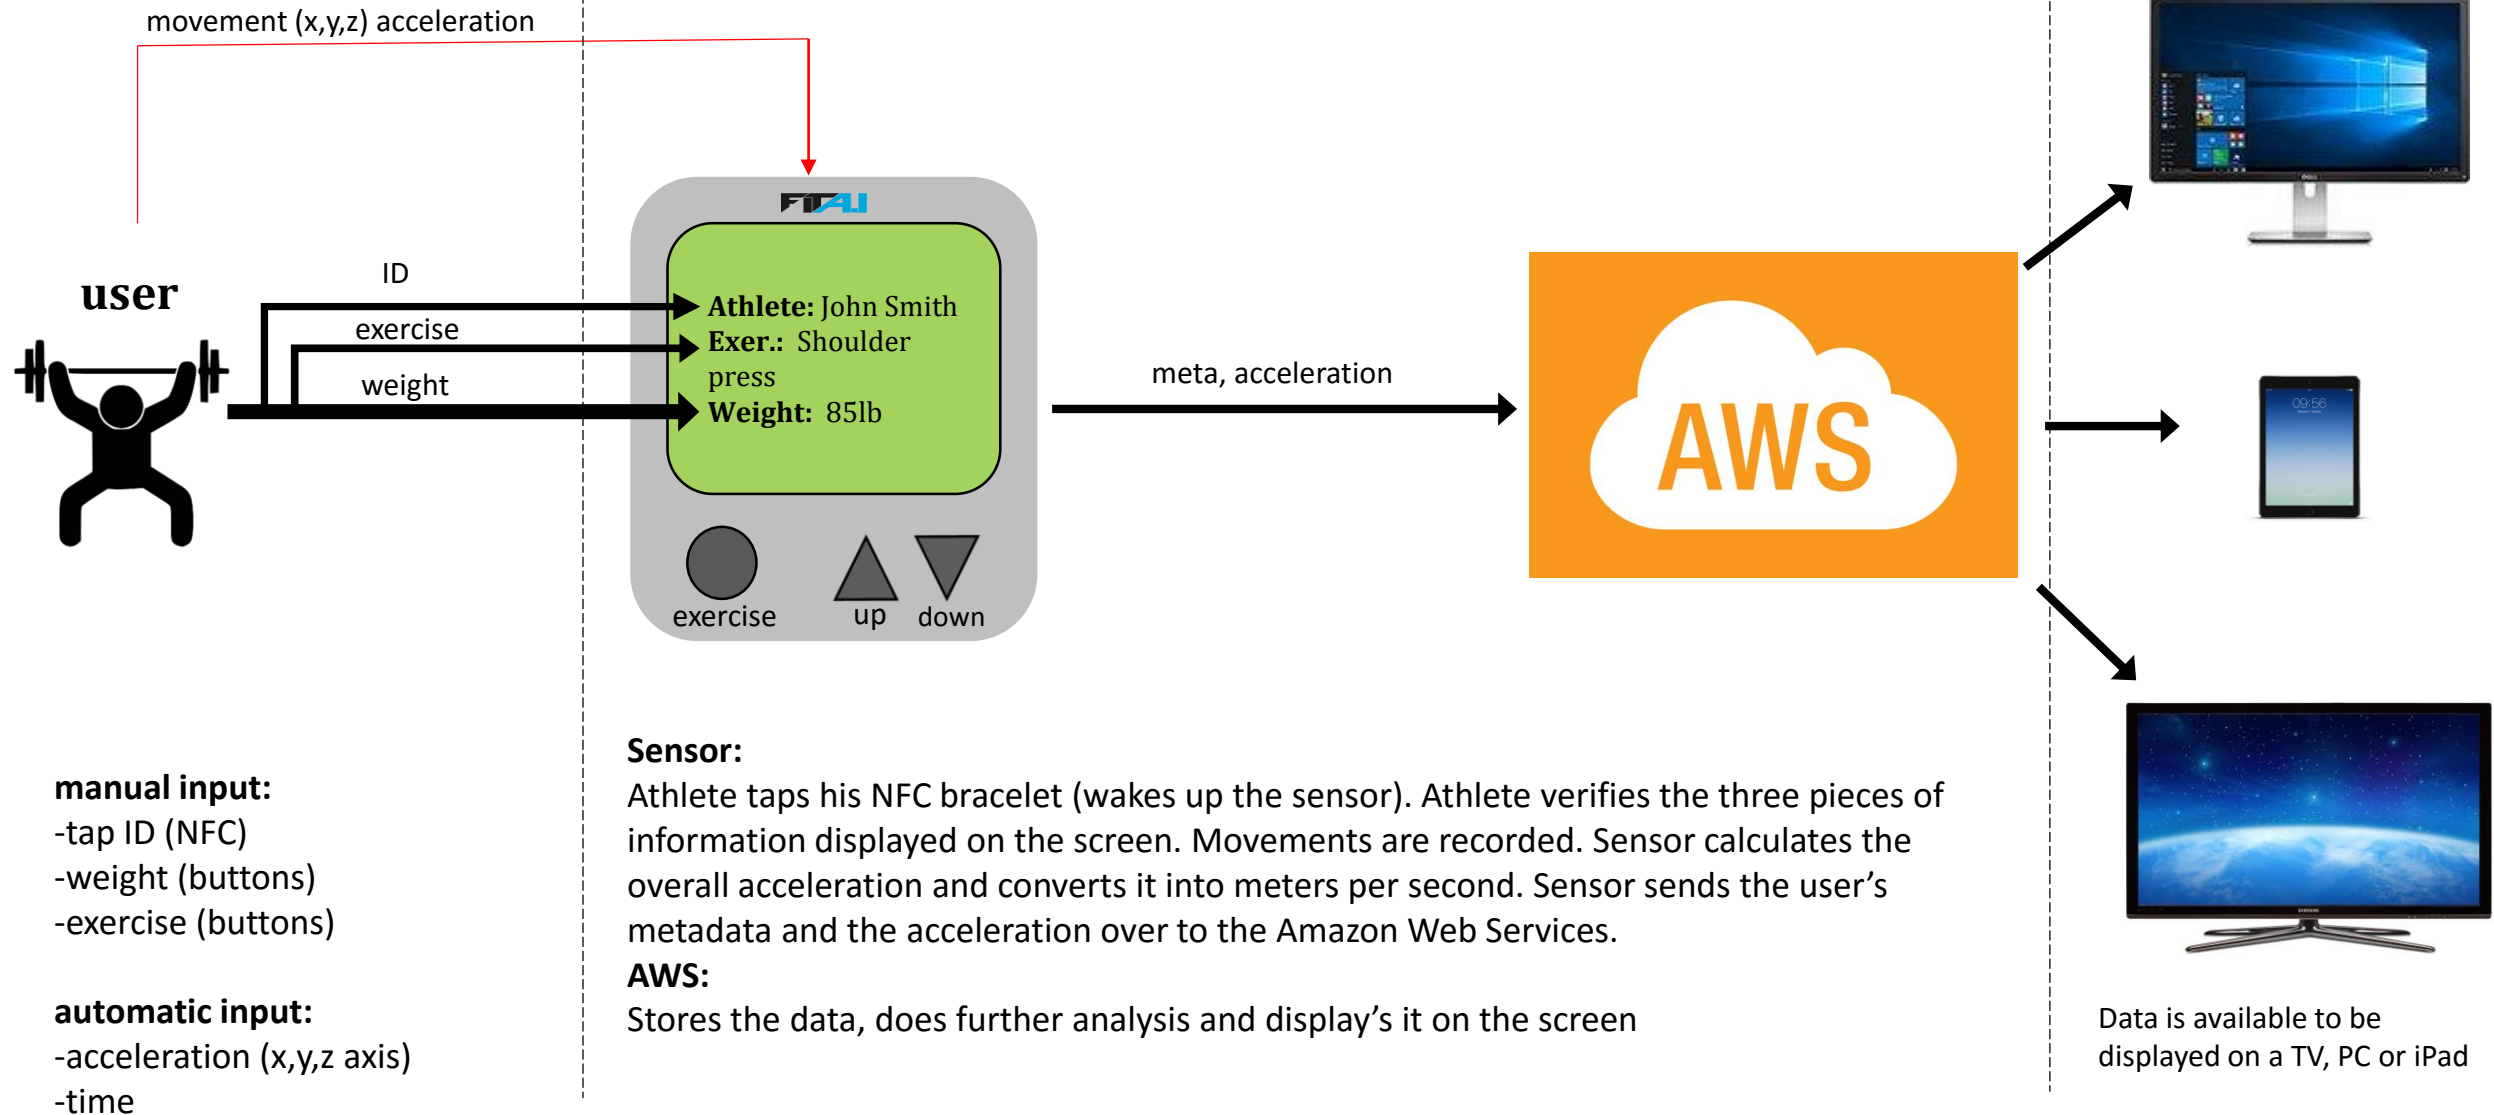 movement (x,y,z) acceleration
user
ID
exercise
weight
FiTA.I
Athlete: John Smith
Exer.: Shoulder
press
Weight: 85lb
exercise
up
down
meta, acceleration
AWS
09:56
manual input:
-tap ID (NFC)
-weight (buttons)
-exercise (buttons)
automatic input:
-acceleration (x,y,z axis)
-time
Sensor:
Athlete taps his NFC bracelet (wakes up the sensor). Athlete verifies the three pieces of
information displayed on the screen. Movements are recorded. Sensor calculates the
overall acceleration and converts it into meters per second. Sensor sends the user’s
metadata and the acceleration over to the Amazon Web Services.
AWS:
Stores the data, does further analysis and display’s it on the screen
SAMSUNG
Data is available to be
displayed on a TV, PC or iPad